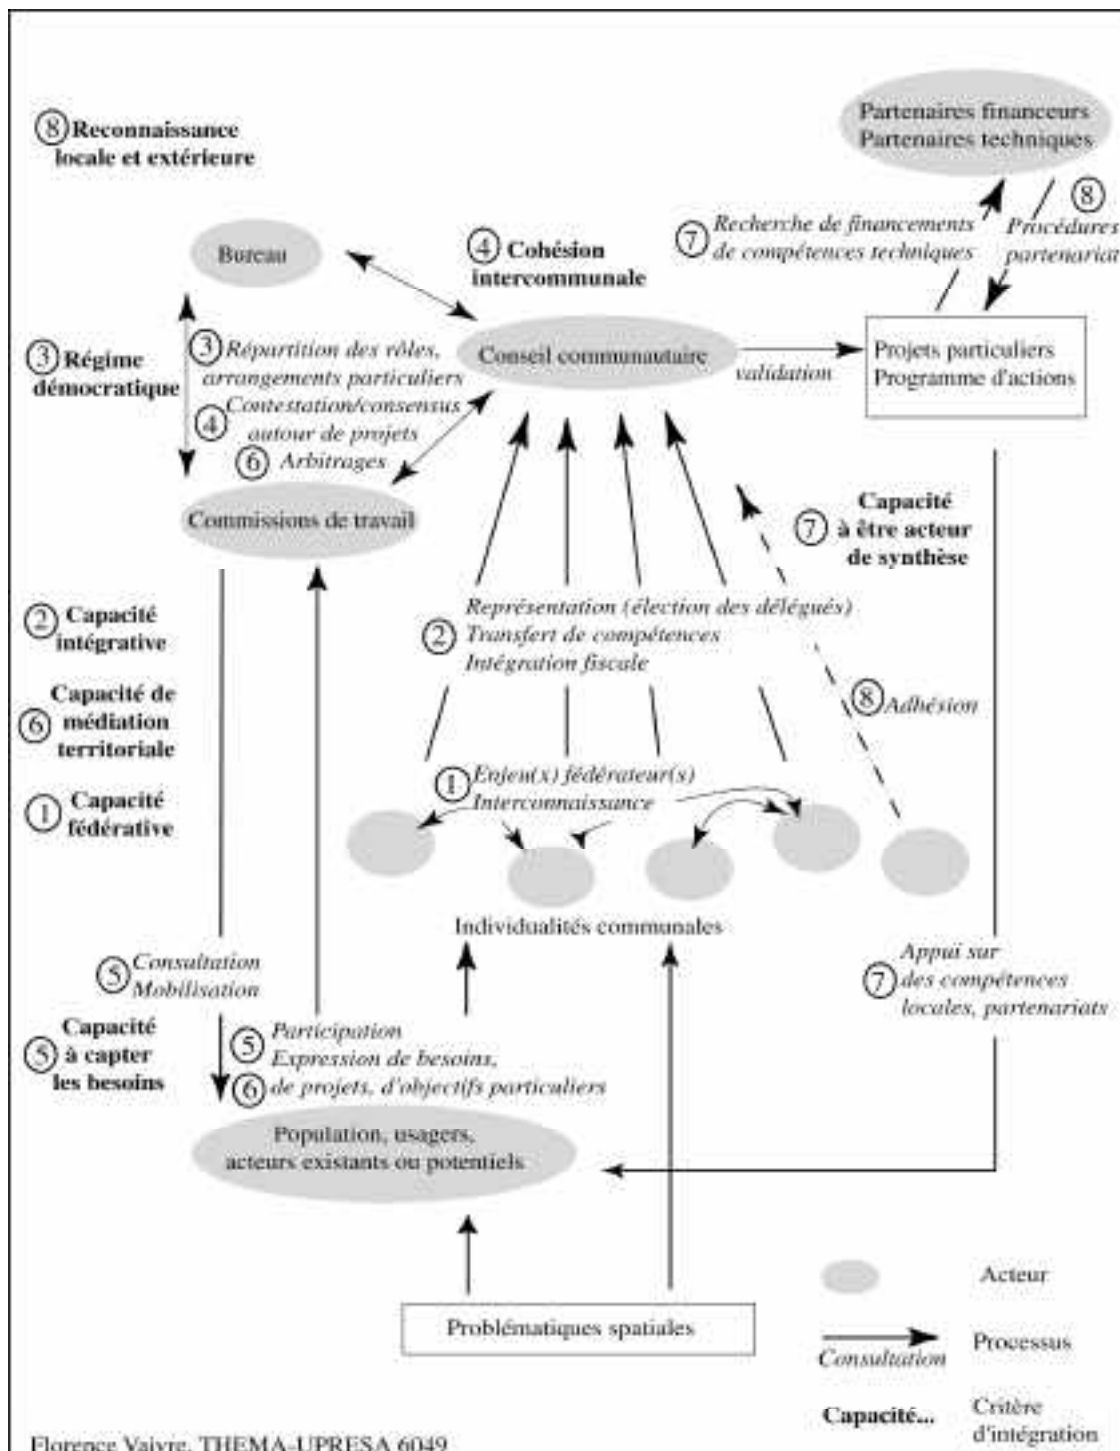 ⑧ Reconnaissance
locale et extérieure
Partenaires financeurs
Partenaires techniques
⑧
Procédures
partenariat
⑦ Recherche de financements
de compétences techniques
Bureau
④ Cohésion
intercommunale
③ Régime
démocratique
③ Répartition des rôles,
arrangements particuliers
④ Contestation/consensus
autour de projets
⑥ Arbitrages
Conseil communautaire
validation
Projets particuliers
Programme d'actions
Commissions de travail
Capacité
⑦ à être acteur
de synthèse
② Capacité
intégrative
Représentation (élection des délégués)
② Transfert de compétences
Intégration fiscale
Capacité de
⑥ médiation
territoriale
⑧ Adhésion
① Capacité
fédérative
① Enjeu(x) fédérateur(s)
Interconnaissance
Individualités communales
⑤ Consultation
Mobilisation
Appui sur
⑦ des compétences
locales, partenariats
Capacité
⑤ à capter
les besoins
⑤ Participation
Expression de besoins,
⑥ de projets, d'objectifs particuliers
Population, usagers,
acteurs existants ou potentiels
Problématiques spatiales
Acteur
Processus
Consultation
Capacité... Critère
d'intégration
Florence Vaivre, THEMA-UPRESA 6049